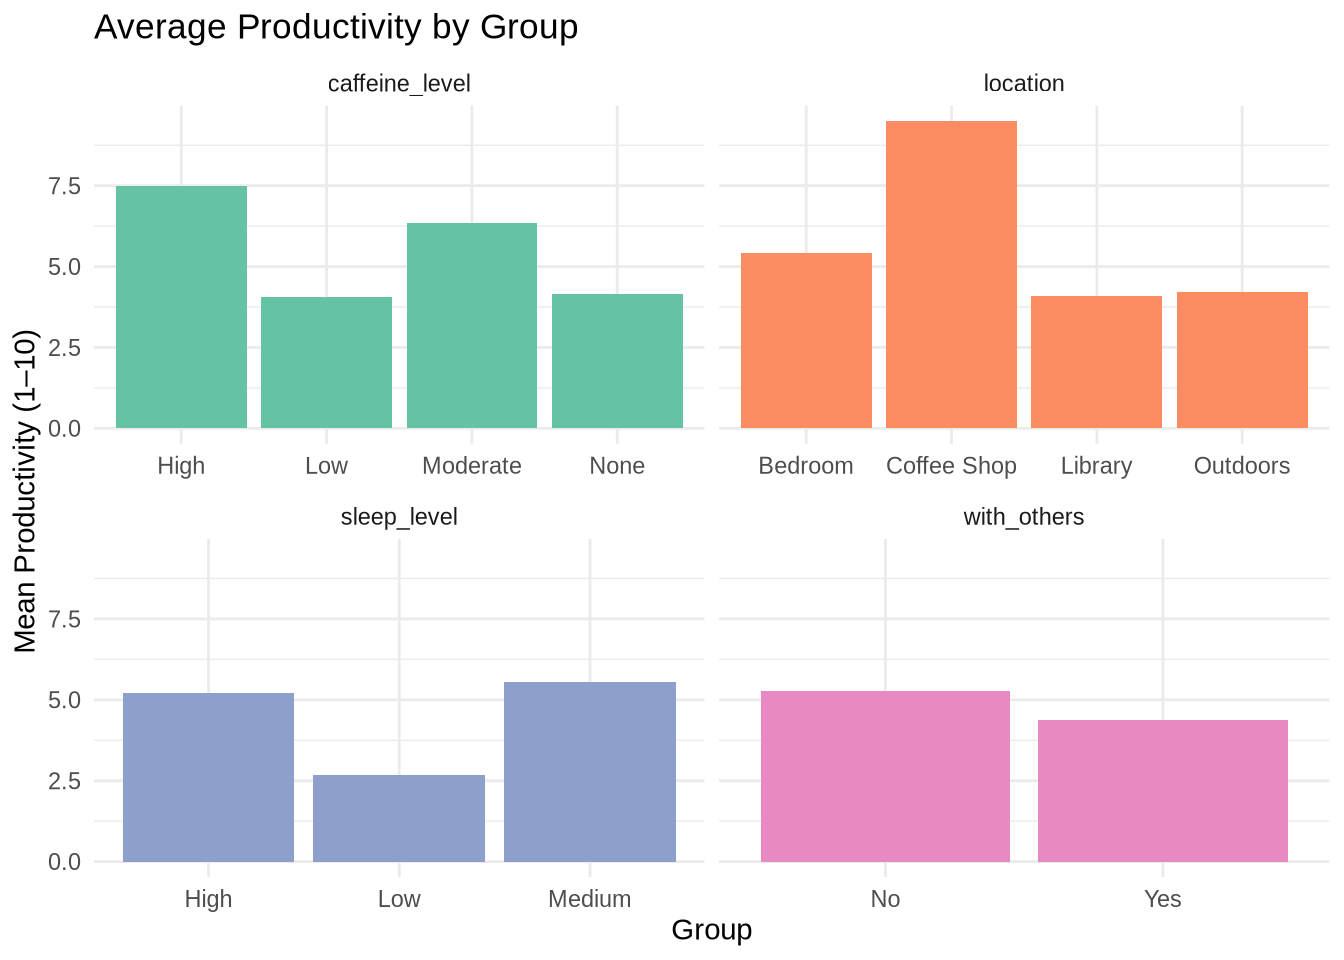 Average Productivity by Group
caffeine_level
location
7.5
5.0
2.5
0.0
High Low Moderate None
Bedroom Coffee Shop Library Outdoors
sleep_level
with_others
7.5
5.0
2.5
0.0
High Low Medium
No Yes
Group
Mean Productivity (1–10)